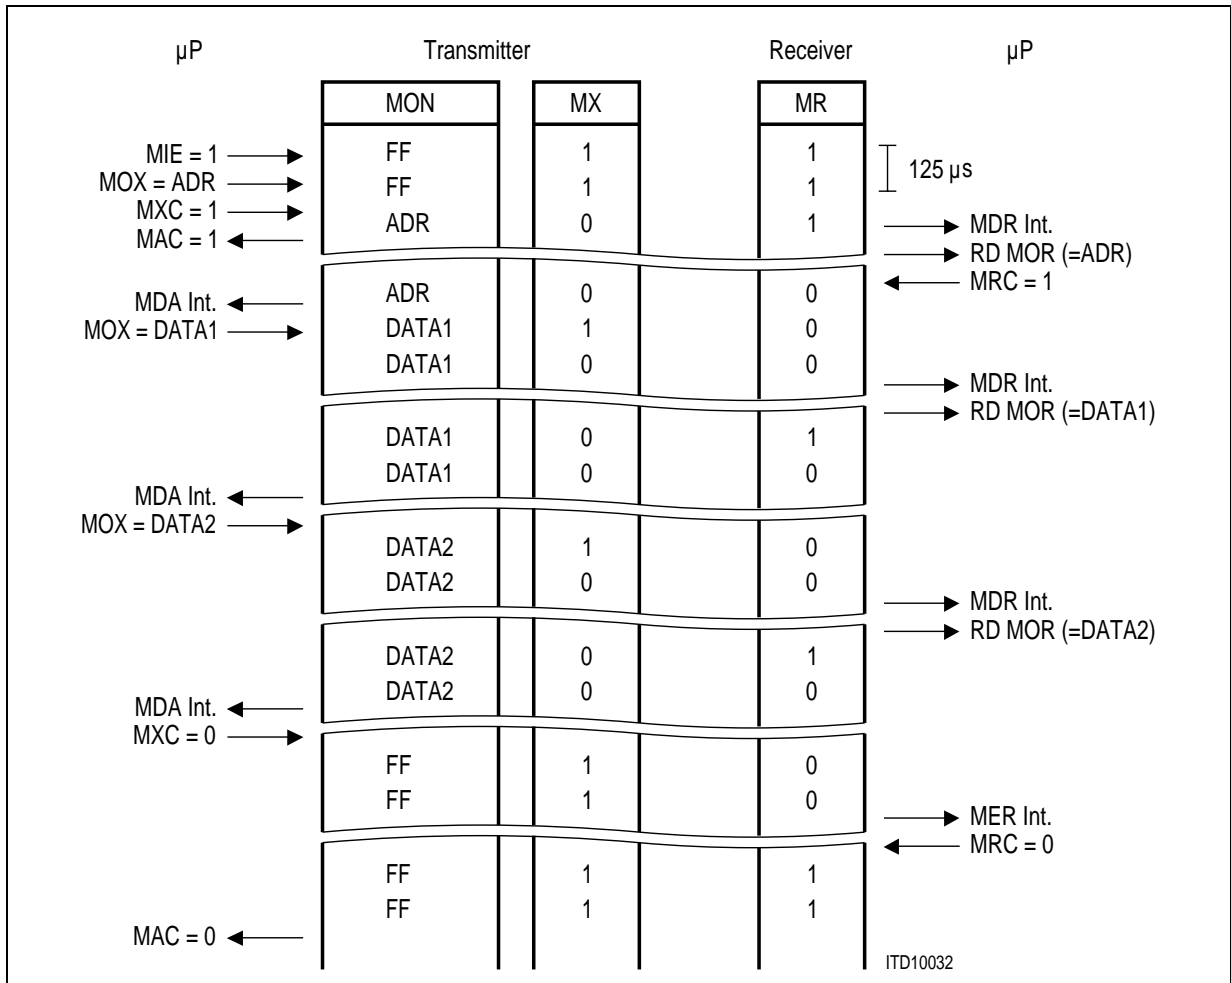 µP Transmitter Receiver µP
MON MX MR
MIE = 1 FF 1 1
125 µs
MOX = ADR FF 1 1
MXC = 1
ADR 0 1 MDR Int.
MAC = 1
RD MOR (=ADR)
MRC = 1
MDA Int. ADR 0 0
MOX = DATA1 DATA1 1 0
DATA1 0 0
MDR Int.
RD MOR (=DATA1)
DATA1 0 1
DATA1 0 0
MDA Int.
MOX = DATA2
DATA2 1 0
DATA2 0 0
MDR Int.
RD MOR (=DATA2)
DATA2 0 1
DATA2 0 0
MDA Int.
MXC = 0
FF 1 0
FF 1 0
MER Int.
MRC = 0
FF 1 1
FF 1 1
MAC = 0
ITD10032